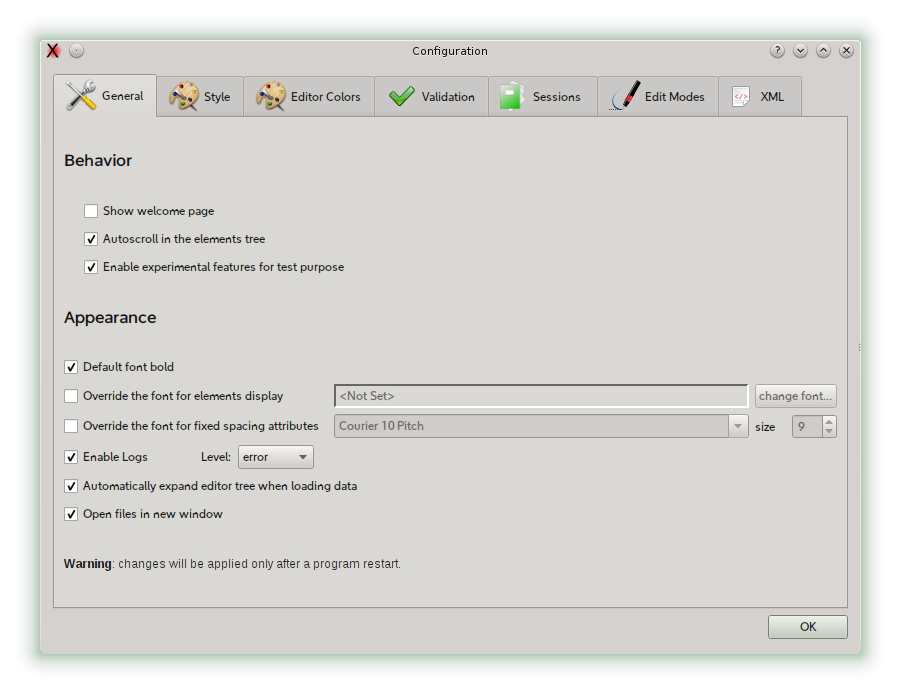 Configuration
General Style Editor Colors Validation Sessions Edit Modes XML
Behavior
Show welcome page
Autoscroll in the elements tree
Enable experimental features for test purpose
Appearance
Default font bold
Override the font for elements display <Not Set> change font...
Override the font for fixed spacing attributes Courier 10 Pitch size 9
Enable Logs Level: error
Automatically expand editor tree when loading data
Open files in new window
Warning: changes will be applied only after a program restart.
OK